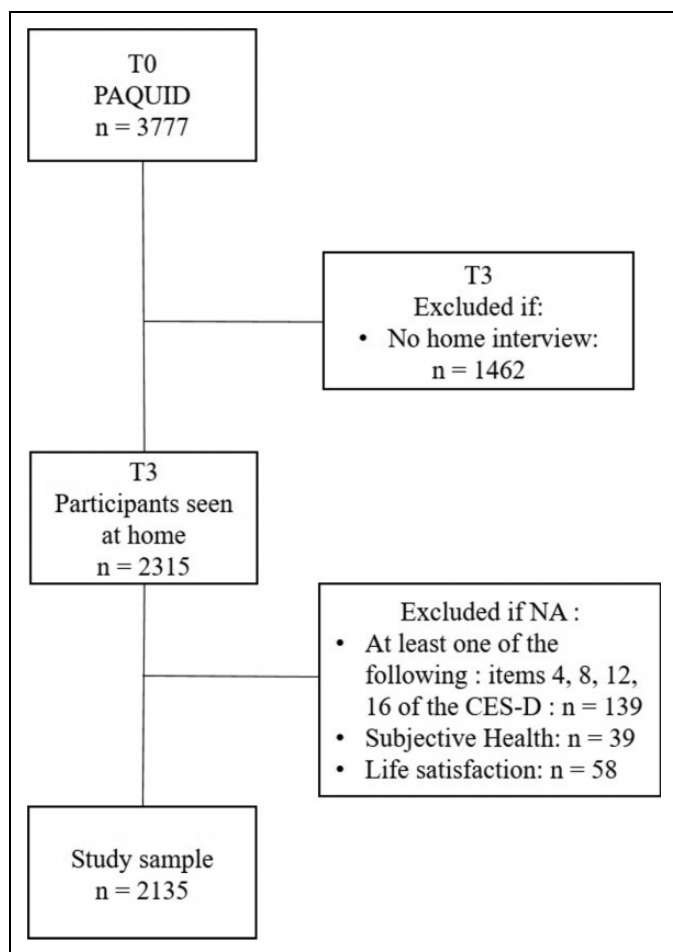 T0
PAQUID
n = 3777
T3
Excluded if:
• No home interview:
n = 1462
T3
Participants seen
at home
n = 2315
Excluded if NA :
• At least one of the
following : items 4, 8, 12,
16 of the CES-D : n = 139
• Subjective Health: n = 39
• Life satisfaction: n = 58
Study sample
n = 2135